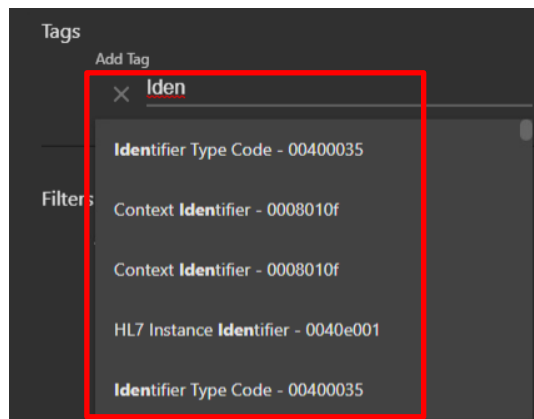 Tags
Add Tag
Iden
Identifier Type Code - 00400035
Filters
Context Identifier - 0008010f
Context Identifier - 0008010f
HL7 Instance Identifier - 0040e001
Identifier Type Code - 00400035